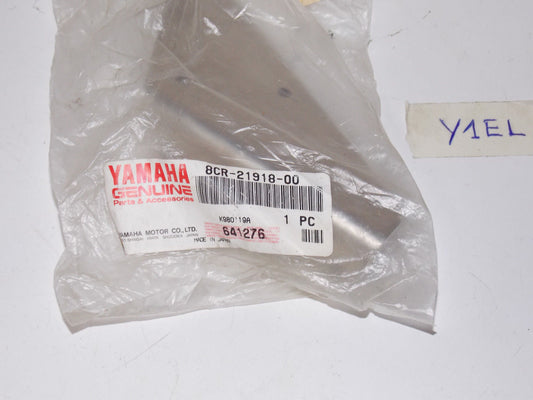 YAMAHA
GENUINE
Parts & Accessories
8CR-21918-00
K980119A
1 PC
YAMAHA MOTOR CO., LTD.
MADE IN JAPAN
641276
Y1EL